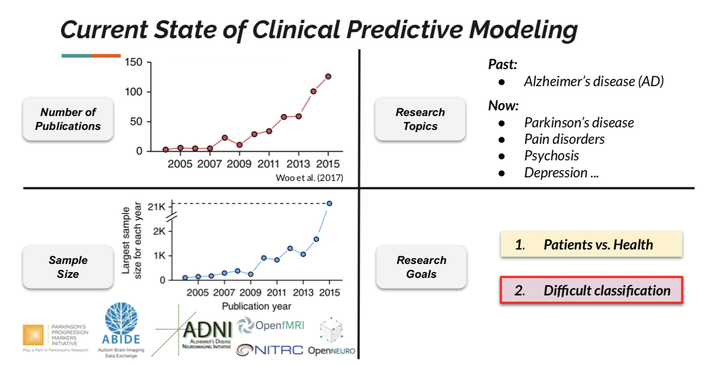 Current State of Clinical Predictive Modeling
Number of
Publications
150
100
50
0
2005 2007 2009 2011 2013 2015
Woo et al. (2017)
Research
Topics
Past:
● Alzheimer's disease (AD)
Now:
● Parkinson's disease
● Pain disorders
● Psychosis
● Depression ...
Sample
Size
Largest sample
size for each year
21K
2K
1K
0
2005 2007 2009 2011 2013 2015
Publication year
Research
Goals
1. Patients vs. Health
2. Difficult classification
PARKINSON'S
PROGRESSION
MARKERS
INITIATIVE
Play a Part in Parkinson's Research
ABIDE
Autism Brain Imaging
Data Exchange
ADNI
ALZHEIMER'S DISEASE
NEUROIMAGING INITIATIVE
OpenfMRI
NITRC
OPENNEURO